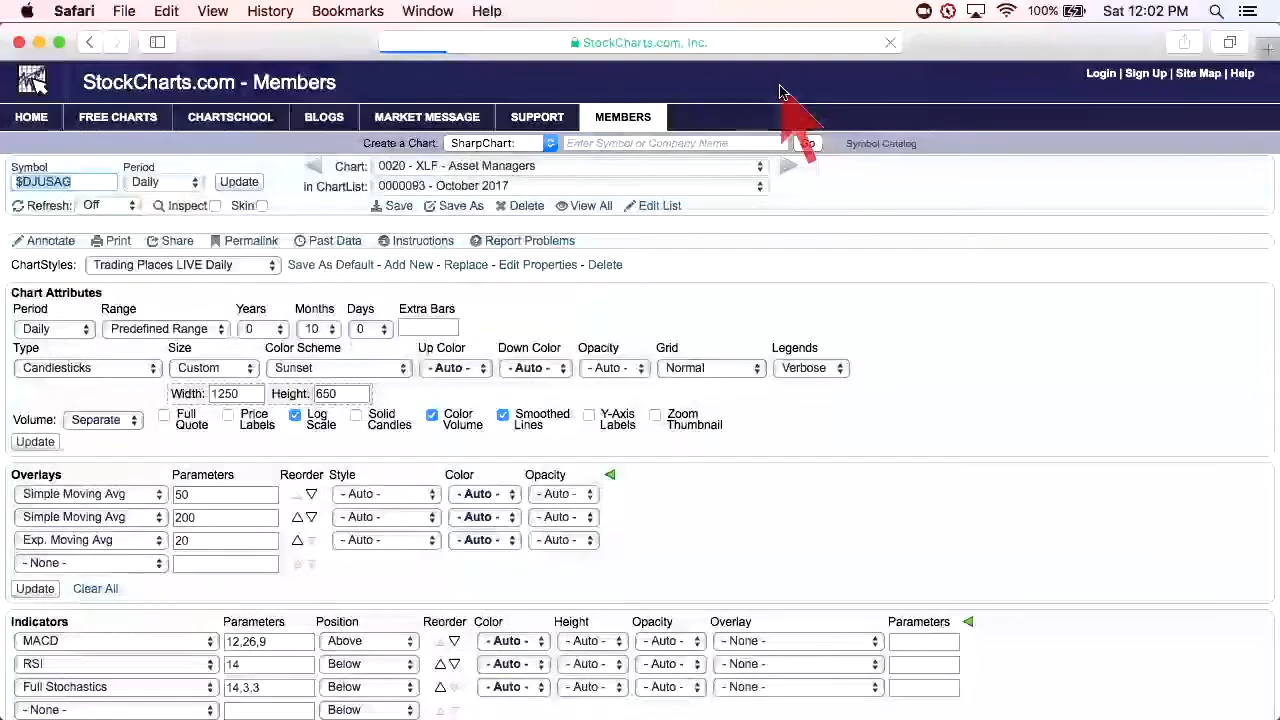 Safari File Edit View History Bookmarks Window Help 100% Sat 12:02 PM
StockCharts.com, Inc.
StockCharts.com - Members
Login | Sign Up | Site Map | Help
HOME FREE CHARTS CHARTSCHOOL BLOGS MARKET MESSAGE SUPPORT MEMBERS
Create a Chart: SharpChart: Enter Symbol or Company Name Go Symbol Catalog
Symbol Period Chart: 0020 - XLF - Asset Managers
$DJUSAG Daily Update in ChartList: 0000093 - October 2017
Refresh: Off Inspect Skin Save Save As Delete View All Edit List
Annotate Print Share Permalink Past Data Instructions Report Problems
ChartStyles: Trading Places LIVE Daily Save As Default - Add New - Replace - Edit Properties - Delete
Chart Attributes
Period Range Years Months Days Extra Bars
Daily Predefined Range 0 10 0
Type Size Color Scheme Up Color Down Color Opacity Grid Legends
Candlesticks Custom Sunset - Auto - - Auto - - Auto - Normal Verbose
Width: 1250 Height: 650
Volume: Separate Full Quote Price Labels Log Scale Solid Candles Color Volume Smoothed Lines Y-Axis Labels Zoom Thumbnail
Update
Overlays Parameters Reorder Style Color Opacity
Simple Moving Avg 50 - Auto - - Auto - - Auto -
Simple Moving Avg 200 - Auto - - Auto - - Auto -
Exp. Moving Avg 20 - Auto - - Auto - - Auto -
- None -
Update Clear All
Indicators Parameters Position Reorder Color Height Opacity Overlay Parameters
MACD 12,26,9 Above - Auto - - Auto - - Auto - - None -
RSI 14 Below - Auto - - Auto - - Auto - - None -
Full Stochastics 14,3,3 Below - Auto - - Auto - - Auto - - None -
- None - Below